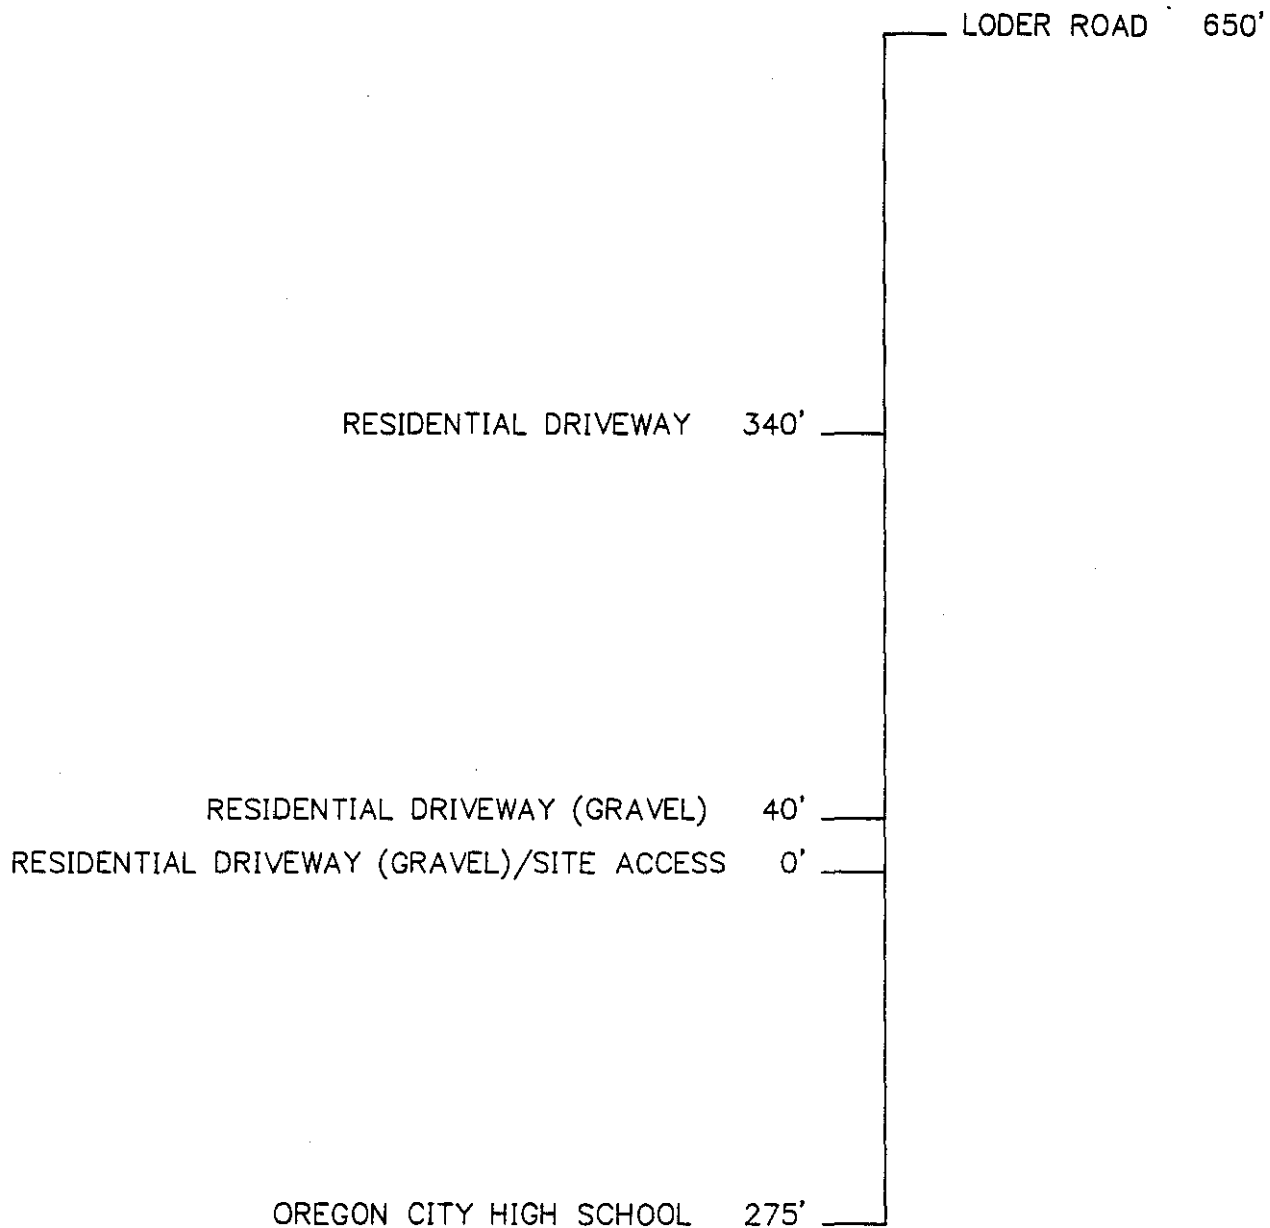 LODER ROAD 650'
RESIDENTIAL DRIVEWAY 340'
RESIDENTIAL DRIVEWAY (GRAVEL) 40'
RESIDENTIAL DRIVEWAY (GRAVEL)/SITE ACCESS 0'
OREGON CITY HIGH SCHOOL 275'